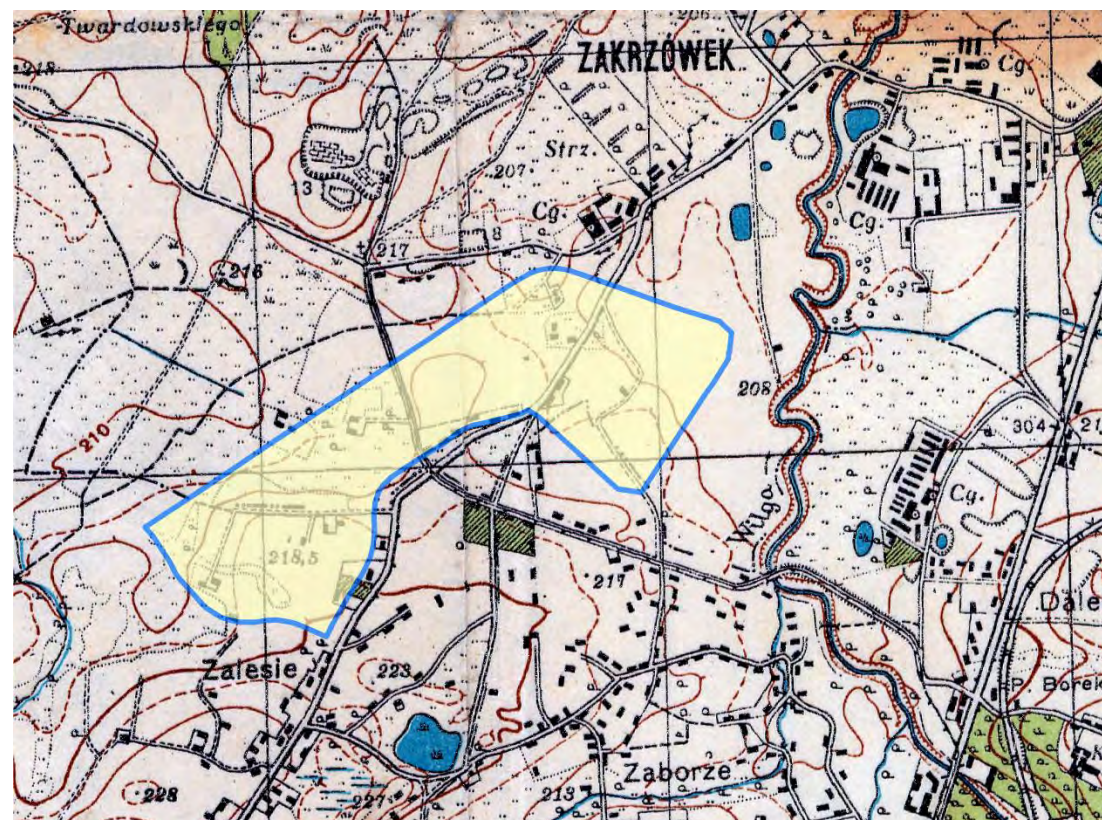 Twardowskiego
206
218
ZAKRZÓWEK
Cg.
Strz.
207
13
Cg.
8
Cg.
217
216
208
210
304
Cg.
Wilga
218,5
217
Zalesie
223
P. Borek
Zaborze
228
227
213